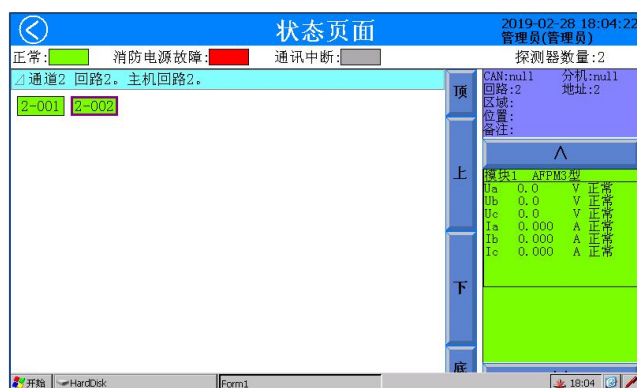 状态页面
2019-02-28 18:04:22
管理员(管理员)
正常: 消防电源故障: 通讯中断: 探测器数量:2
⊿通道2 回路2。主机回路2。
2-001 2-002
顶
上
下
底
CAN:null 分机:null
回路:2 地址:2
区域:
位置:
备注:
∧
模块1 AFPM3型
Ua 0.0 V 正常
Ub 0.0 V 正常
Uc 0.0 V 正常
Ia 0.000 A 正常
Ib 0.000 A 正常
Ic 0.000 A 正常
开始 HardDisk Form1 18:04